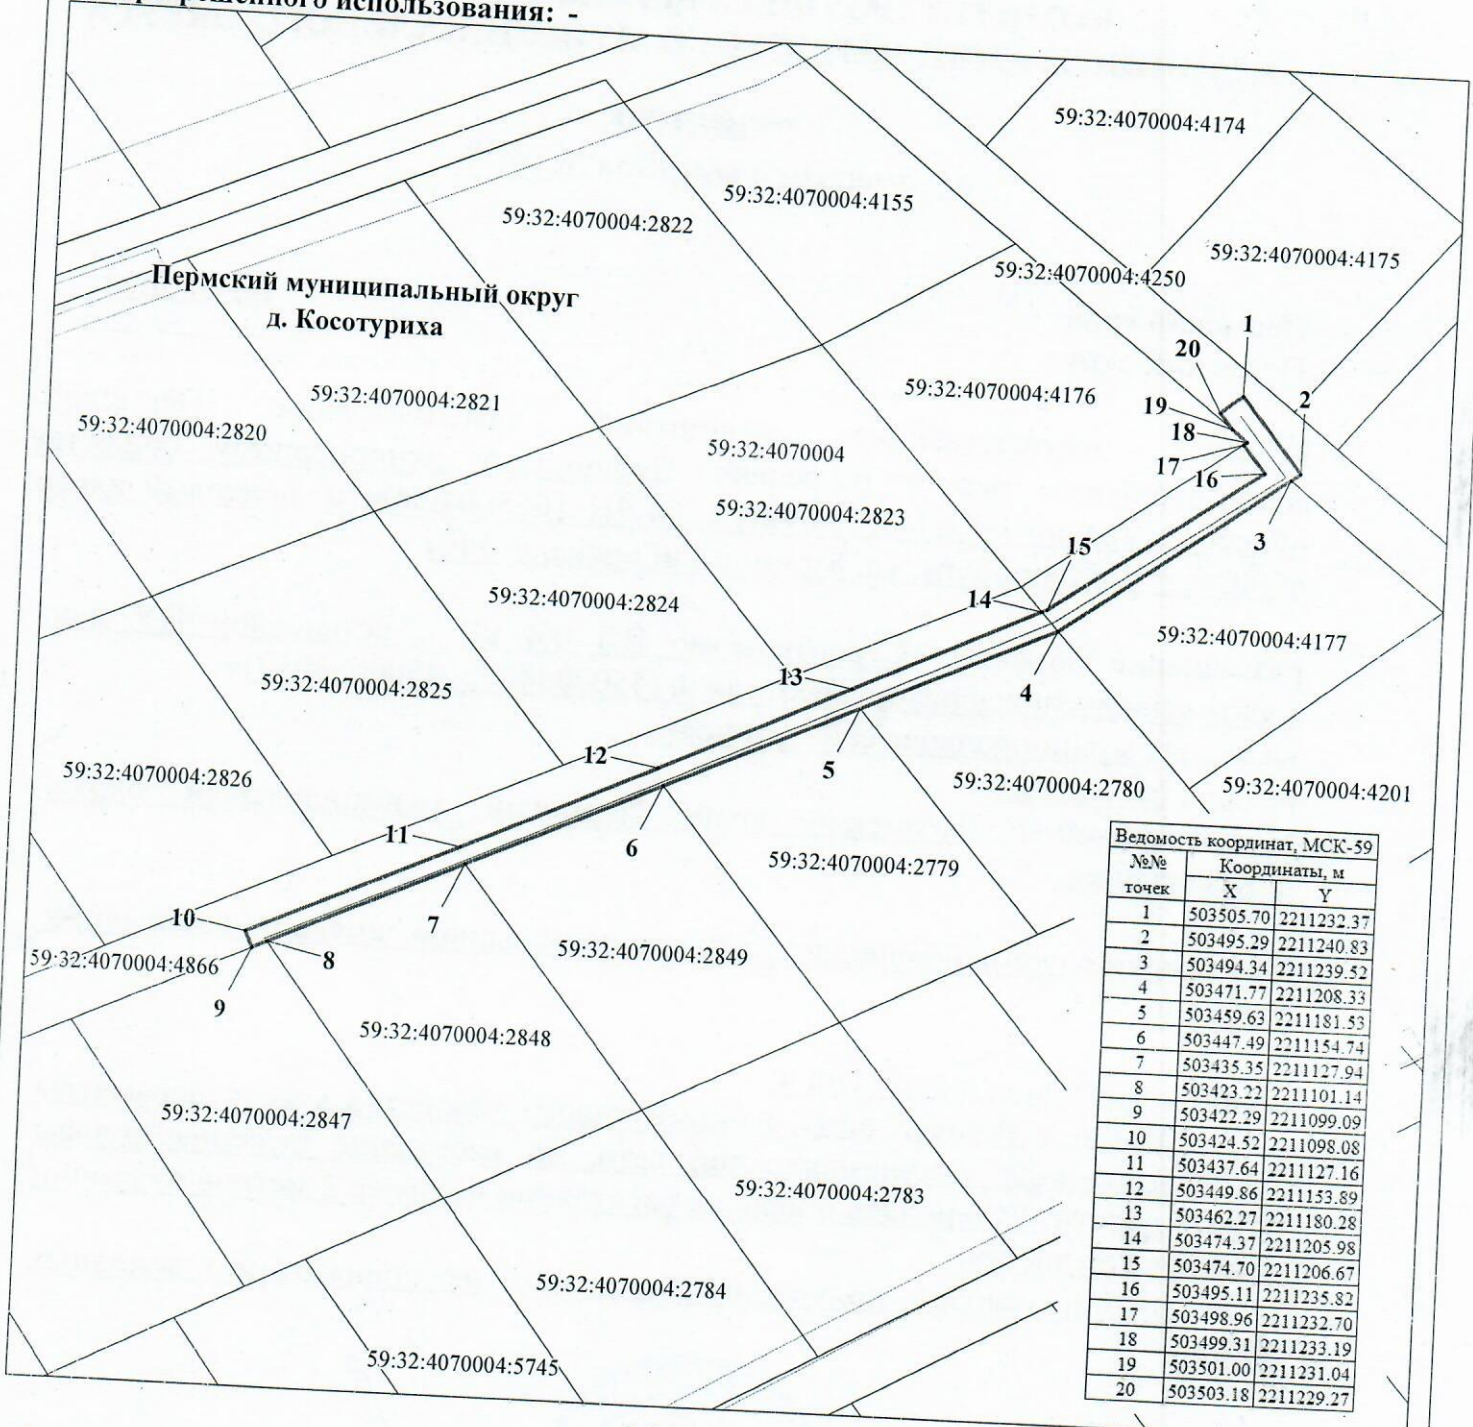 использования: -
59:32:4070004:4174
59:32:4070004:4155
59:32:4070004:2822
59:32:4070004:4175
59:32:4070004:4250
Пермский муниципальный округ
д. Косотуриха
1
20
59:32:4070004:4176
59:32:4070004:2821
2
19
59:32:4070004:2820
18
59:32:4070004
17
16
59:32:4070004:2823
3
15
59:32:4070004:2824
14
59:32:4070004:4177
13
59:32:4070004:2825
4
12
59:32:4070004:2826
5
59:32:4070004:2780
59:32:4070004:4201
11
6
59:32:4070004:2779
10
7
59:32:4070004:2849
59:32:4070004:4866
8
9
59:32:4070004:2848
59:32:4070004:2847
59:32:4070004:2783
59:32:4070004:2784
59:32:4070004:5745
Ведомость координат, МСК-59
№№ точек Координаты, м
X Y
1 503505.70 2211232.37
2 503495.29 2211240.83
3 503494.34 2211239.52
4 503471.77 2211208.33
5 503459.63 2211181.53
6 503447.49 2211154.74
7 503435.35 2211127.94
8 503423.22 2211101.14
9 503422.29 2211099.09
10 503424.52 2211098.08
11 503437.64 2211127.16
12 503449.86 2211153.89
13 503462.27 2211180.28
14 503474.37 2211205.98
15 503474.70 2211206.67
16 503495.11 2211235.82
17 503498.96 2211232.70
18 503499.31 2211233.19
19 503501.00 2211231.04
20 503503.18 2211229.27